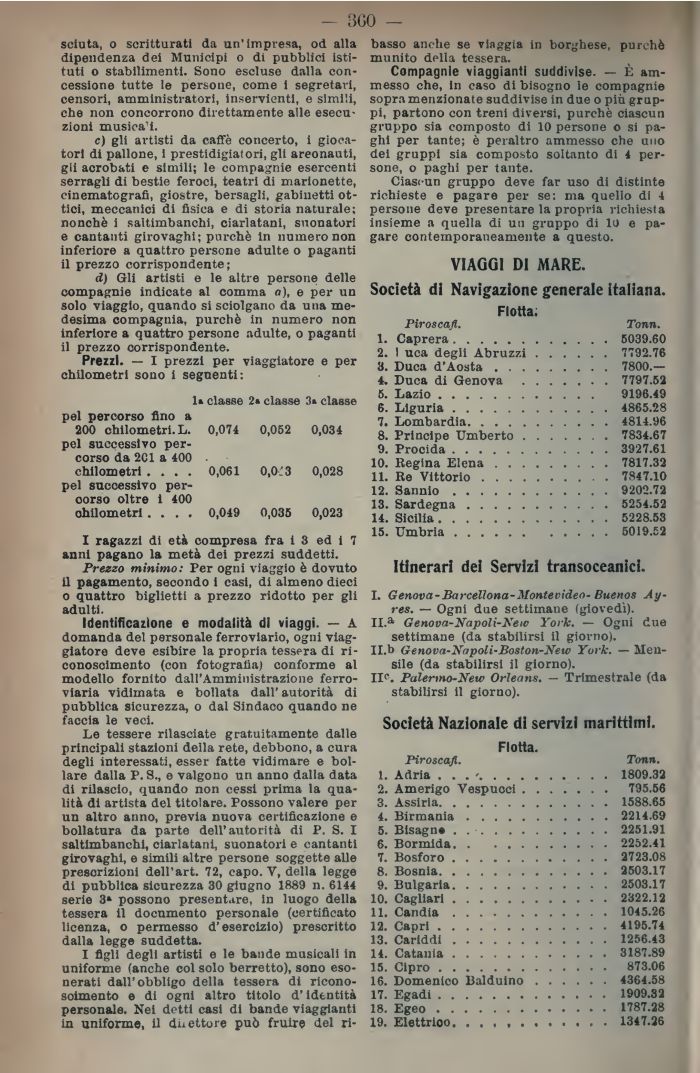 — 360 —
sciuta, o scritturati da un'impresa, od alla
dipendenza dei Municipi o di pubblici isti-
tuti o stabilimenti. Sono escluse dalla con-
cessione tutte le persone, come i segretari,
censori, amministratori, inservienti, e simili,
che non concorrono direttamente alle esecu-
zioni musicali.
c) gli artisti da caffè concerto, i gioca-
tori di pallone, i prestidigiatori, gli areonauti,
gli acrobati e simili; le compagnie esercenti
serragli di bestie feroci, teatri di marionette,
cinematografi, giostre, bersagli, gabinetti ot-
tici, meccanici di fisica e di storia naturale;
nonchè i saltimbanchi, ciarlatani, suonatori
e cantanti girovaghi; purchè in numero non
inferiore a quattro persone adulte o paganti
il prezzo corrispondente;
d) Gli artisti e le altre persone delle
compagnie indicate al comma a), e per un
solo viaggio, quando si sciolgano da una me-
desima compagnia, purchè in numero non
inferiore a quattro persone adulte, o paganti
il prezzo corrispondente.
Prezzi. — I prezzi per viaggiatore e per
chilometri sono i seguenti:
1a classe 2a classe 3a classe
pel percorso fino a
200 chilometri. L. 0,074 0,052 0,034
pel successivo per-
corso da 201 a 400
chilometri . . . . 0,061 0,028
pel successivo per-
corso oltre i 400
chilometri . . . . 0,049 0,035 0,023
I ragazzi di età compresa fra i 3 ed i 7
anni pagano la metà dei prezzi suddetti.
Prezzo minimo: Per ogni viaggio è dovuto
il pagamento, secondo i casi, di almeno dieci
o quattro biglietti a prezzo ridotto per gli
adulti.
Identificazione e modalità di viaggi. — A
domanda del personale ferroviario, ogni viag-
giatore deve esibire la propria tessera di ri-
conoscimento (con fotografia) conforme al
modello fornito dall'Amministrazione ferro-
viaria vidimata e bollata dall'autorità di
pubblica sicurezza, o dal Sindaco quando ne
faccia le veci.
Le tessere rilasciate gratuitamente dalle
principali stazioni della rete, debbono, a cura
degli interessati, esser fatte vidimare e bol-
lare dalla P. S., e valgono un anno dalla data
di rilascio, quando non cessi prima la qua-
lità di artista del titolare. Possono valere per
un altro anno, previa nuova certificazione e
bollatura da parte dell'autorità di P. S. I
saltimbanchi, ciarlatani, suonatori e cantanti
girovaghi, e simili altre persone soggette alle
prescrizioni dell'art. 72, capo. V, della legge
di pubblica sicurezza 30 giugno 1889 n. 6144
serie 3a possono presentare, in luogo della
tessera il documento personale (certificato
licenza, o permesso d'esercizio) prescritto
dalla legge suddetta.
I figli degli artisti e le bande musicali in
uniforme (anche col solo berretto), sono eso-
nerati dall'obbligo della tessera di ricono-
scimento e di ogni altro titolo d'identità
personale. Nei detti casi di bande viaggianti
in uniforme, il direttore può fruire del ri-
basso anche se viaggia in borghese, purchè
munito della tessera.
Compagnie viaggianti suddivise. — È am-
messo che, in caso di bisogno le compagnie
sopra menzionate suddivise in due o più grup-
pi, partano con treni diversi, purchè ciascun
gruppo sia composto di 10 persone o si pa-
ghi per tante; è peraltro ammesso che uno
dei gruppi sia composto soltanto di 4 per-
sone, o paghi per tante.
Ciascun gruppo deve far uso di distinte
richieste e pagare per se: ma quello di 4
persone deve presentare la propria richiesta
insieme a quella di un gruppo di 10 e pa-
gare contemporaneamente a questo.
VIAGGI DI MARE.
Società di Navigazione generale italiana.
Flotta:
Piroscafi. Tonn.
1. Caprera . . . . . . . . . . . 5039.60
2. Duca degli Abruzzi . . . . . . 7792.76
3. Duca d'Aosta . . . . . . . . 7800.—
4. Duca di Genova . . . . . . . 7797.52
5. Lazio . . . . . . . . . . . . 9196.49
6. Liguria . . . . . . . . . . . 4865.28
7. Lombardia. . . . . . . . . . 4814.96
8. Principe Umberto . . . . . . . 7834.67
9. Procida . . . . . . . . . . . 3927.61
10. Regina Elena . . . . . . . . . 7817.32
11. Re Vittorio . . . . . . . . . 7847.10
12. Sannio . . . . . . . . . . . 9202.72
13. Sardegna . . . . . . . . . . 5254.52
14. Sicilia. . . . . . . . . . . . 5228.53
15. Umbria . . . . . . . . . . . 5019.52
Itinerari dei Servizi transoceanici.
I. Genova-Barcellona-Montevideo-Buenos Ay-
res. — Ogni due settimane (giovedì).
II.a Genova-Napoli-New York. — Ogni due
settimane (da stabilirsi il giorno).
II.b Genova-Napoli-Boston-New York. — Men-
sile (da stabilirsi il giorno).
IIc. Palermo-New Orleans. — Trimestrale (da
stabilirsi il giorno).
Società Nazionale di servizi marittimi.
Flotta.
Piroscafi. Tonn.
1. Adria . . . . . . . . . . . . 1809.32
2. Amerigo Vespucci . . . . . . . 795.56
3. Assiria. . . . . . . . . . . . 1588.65
4. Birmania . . . . . . . . . . 2214.69
5. Bisagno . . . . . . . . . . . 2251.91
6. Bormida. . . . . . . . . . . 2252.41
7. Bosforo . . . . . . . . . . . 2723.08
8. Bosnia. . . . . . . . . . . . 2503.17
9. Bulgaria. . . . . . . . . . . 2503.17
10. Cagliari . . . . . . . . . . . 2322.12
11. Candia . . . . . . . . . . . 1045.26
12. Capri . . . . . . . . . . . . 4195.74
13. Cariddi . . . . . . . . . . . 1256.43
14. Catania . . . . . . . . . . . 3187.89
15. Cipro . . . . . . . . . . . . 873.06
16. Domenico Balduino . . . . . . 4364.58
17. Egadi . . . . . . . . . . . . 1909.32
18. Egeo . . . . . . . . . . . . 1787.28
19. Elettrico. . . . . . . . . . . 1347.26